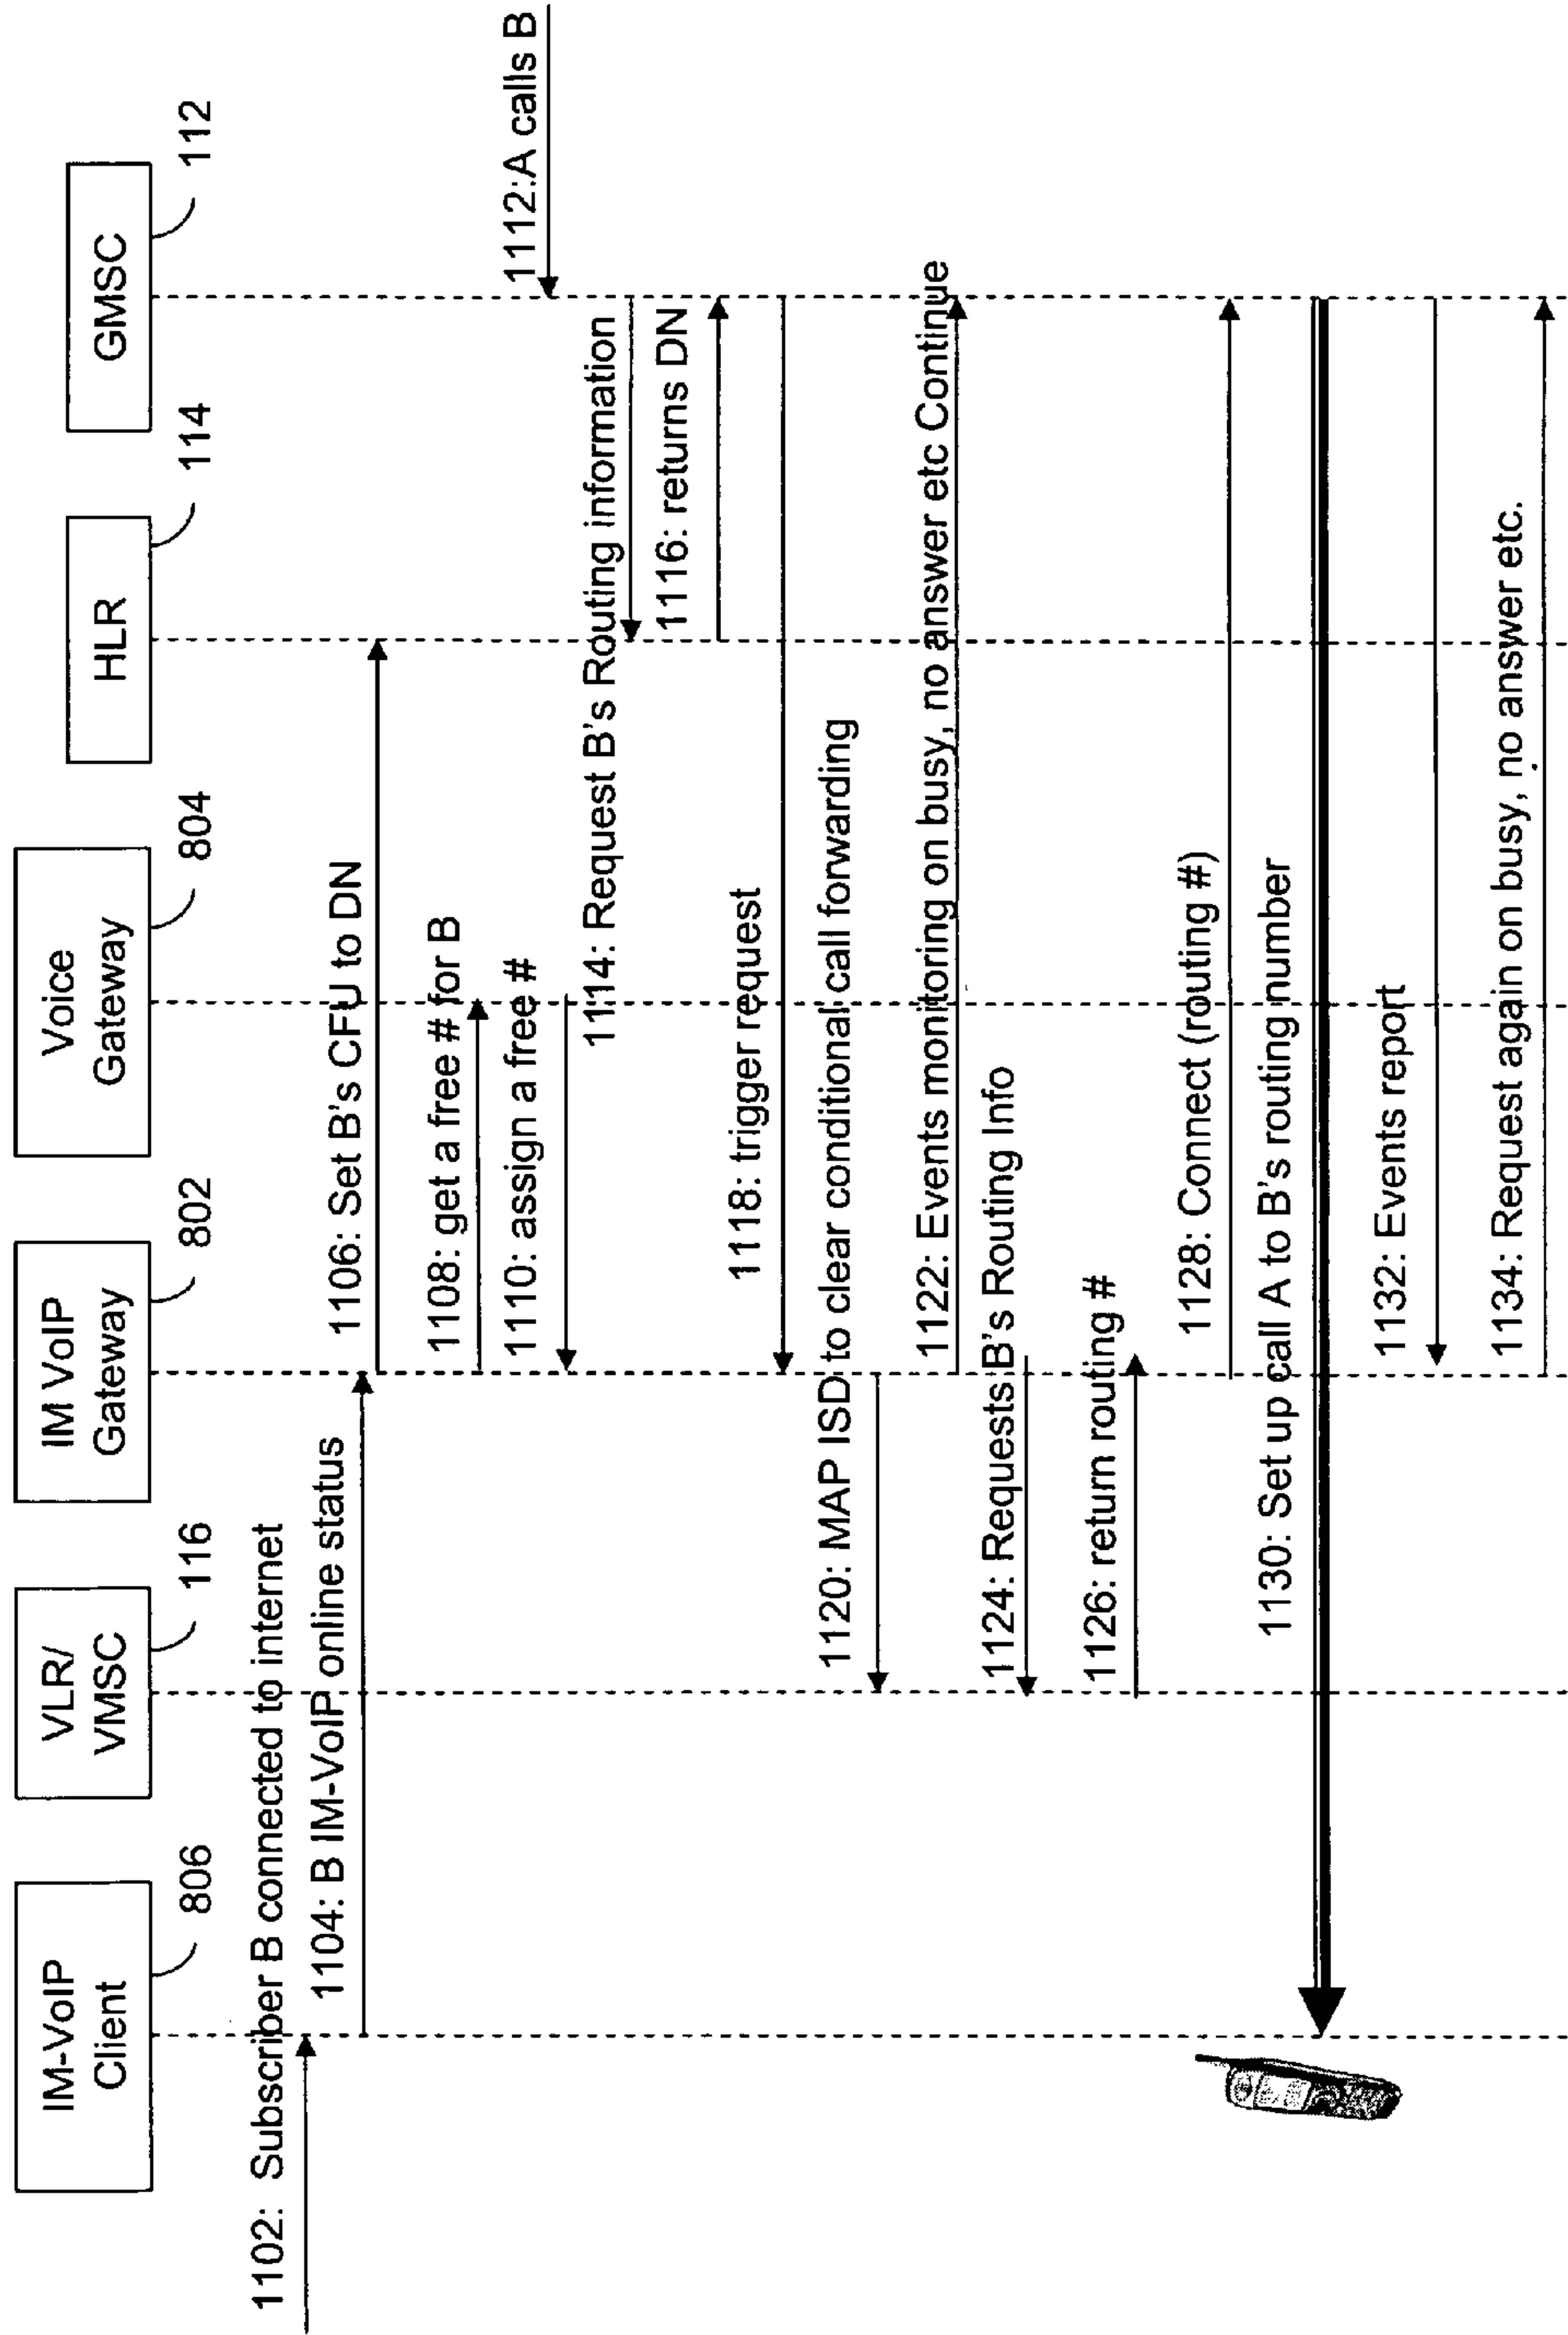 IM-VoIP
Client
806
VLR/
VMSC
116
IM VoIP
Gateway
802
Voice
Gateway
804
HLR
114
GMSC
112
1102: Subscriber B connected to internet
1104: B IM-VoIP online status
1106: Set B's CFU to DN
1108: get a free # for B
1110: assign a free #
1112:A calls B
1114: Request B's Routing information
1116: returns DN
1118: trigger request
1120: MAP ISD to clear conditional call forwarding
1122: Events monitoring on busy, no answer etc Continue
1124: Requests B's Routing Info
1126: return routing #
1128: Connect (routing #)
1130: Set up call A to B's routing number
1132: Events report
1134: Request again on busy, no answer etc.